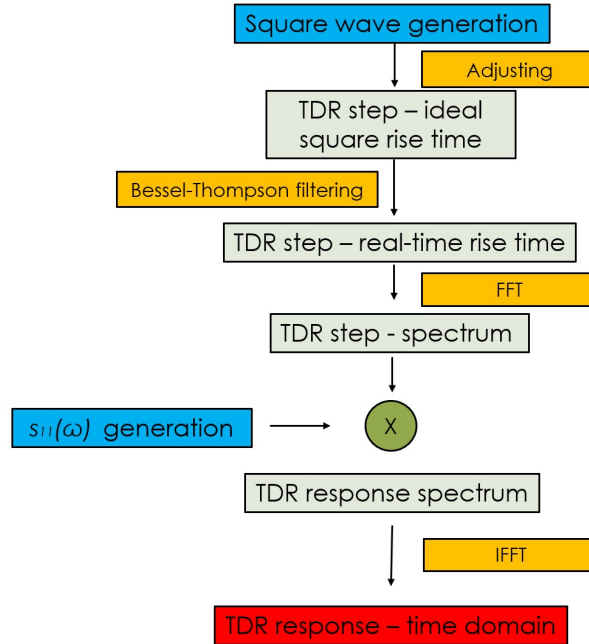 Square wave generation
Adjusting
TDR step – ideal
square rise time
Bessel-Thompson filtering
TDR step – real-time rise time
FFT
TDR step - spectrum
s₁₁(ω) generation
X
TDR response spectrum
IFFT
TDR response – time domain